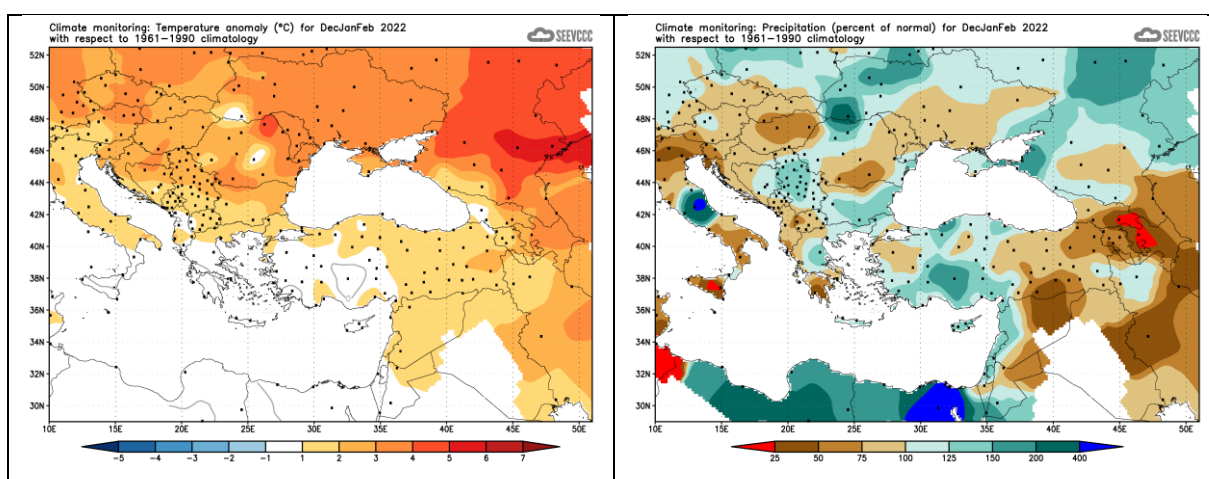 Climate monitoring: Temperature anomaly (°C) for DecJanFeb 2022
with respect to 1961-1990 climatology
SEEVCCC
52N
50N
48N
46N
44N
42N
40N
38N
36N
34N
32N
30N
10E 15E 20E 25E 30E 35E 40E 45E 50E
-5 -4 -3 -2 -1 1 2 3 4 5 6 7
Climate monitoring: Precipitation (percent of normal) for DecJanFeb 2022
with respect to 1961-1990 climatology
SEEVCCC
52N
50N
48N
46N
44N
42N
40N
38N
36N
34N
32N
30N
10E 15E 20E 25E 30E 35E 40E 45E 50E
25 50 75 100 125 150 200 400